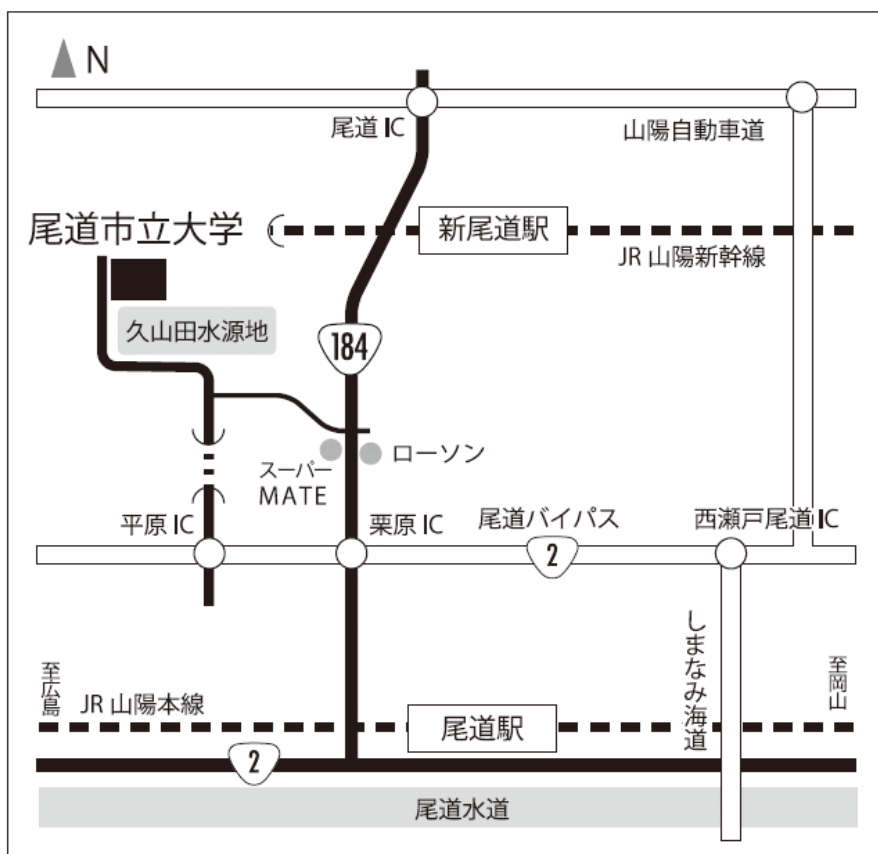 N
尾道 IC
山陽自動車道
尾道市立大学
新尾道駅
JR 山陽新幹線
久山田水源地
184
ローソン
スーパー
MATE
平原 IC
栗原 IC
尾道バイパス
2
西瀬戸尾道 IC
しまなみ海道
至広島
至岡山
JR 山陽本線
尾道駅
2
尾道水道